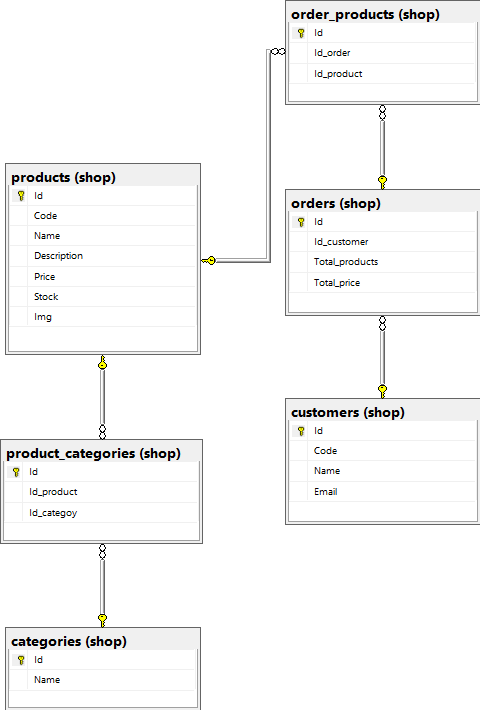 order_products (shop)
Id
Id_order
Id_product
products (shop)
Id
Code
Name
Description
Price
Stock
Img
orders (shop)
Id
Id_customer
Total_products
Total_price
customers (shop)
Id
Code
Name
Email
product_categories (shop)
Id
Id_product
Id_categoy
categories (shop)
Id
Name